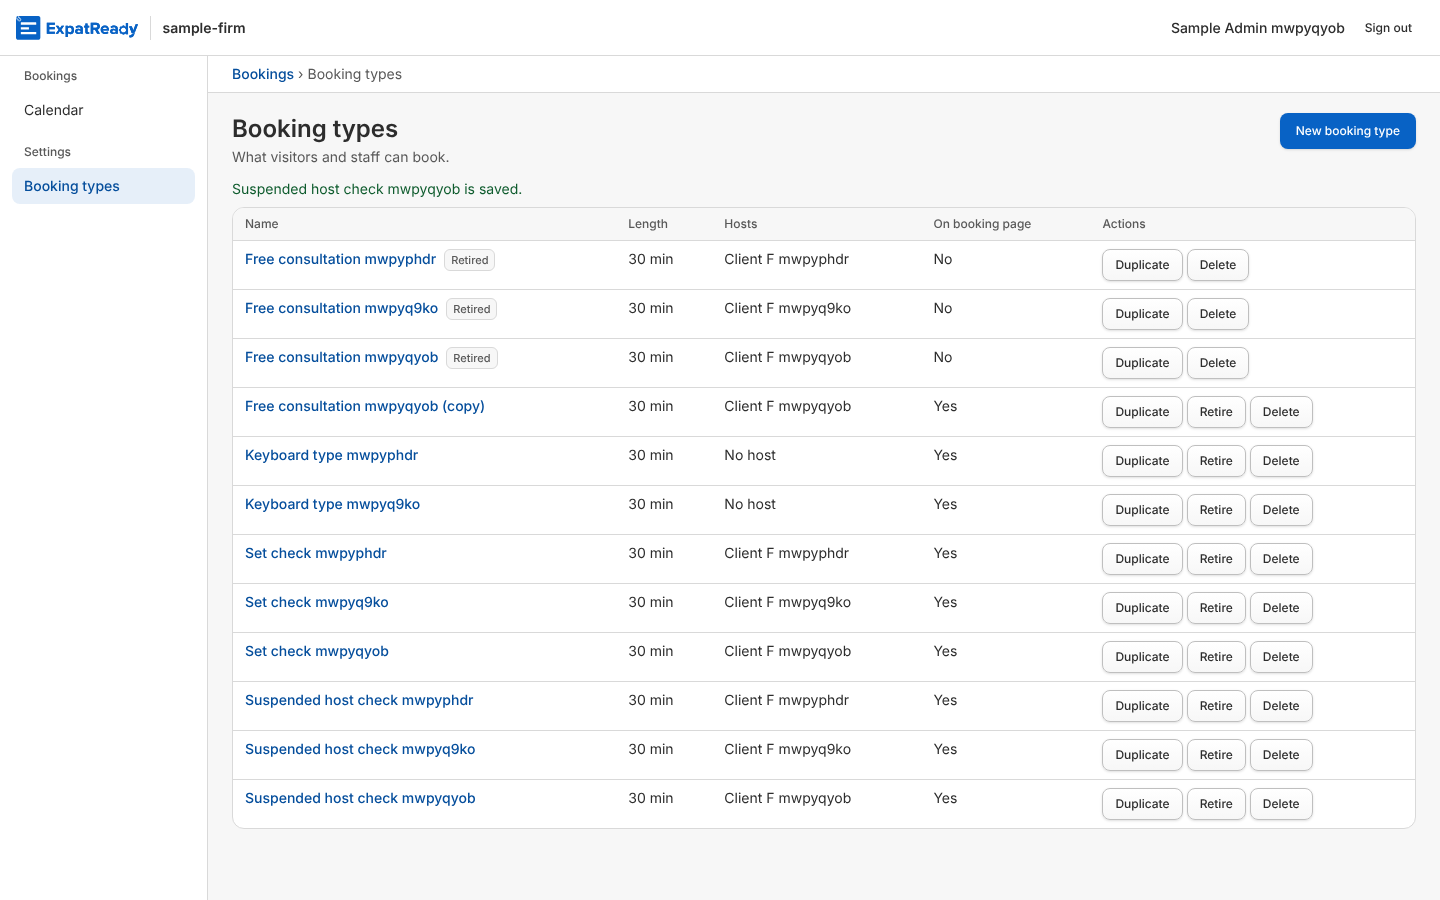 ExpatReady sample-firm Sample Admin mwpyqyob Sign out
Bookings
Calendar
Settings
Booking types
Bookings › Booking types
Booking types
New booking type
What visitors and staff can book.
Suspended host check mwpyqyob is saved.
Name Length Hosts On booking page Actions
Free consultation mwpyphdr Retired 30 min Client F mwpyphdr No Duplicate Delete
Free consultation mwpyq9ko Retired 30 min Client F mwpyq9ko No Duplicate Delete
Free consultation mwpyqyob Retired 30 min Client F mwpyqyob No Duplicate Delete
Free consultation mwpyqyob (copy) 30 min Client F mwpyqyob Yes Duplicate Retire Delete
Keyboard type mwpyphdr 30 min No host Yes Duplicate Retire Delete
Keyboard type mwpyq9ko 30 min No host Yes Duplicate Retire Delete
Set check mwpyphdr 30 min Client F mwpyphdr Yes Duplicate Retire Delete
Set check mwpyq9ko 30 min Client F mwpyq9ko Yes Duplicate Retire Delete
Set check mwpyqyob 30 min Client F mwpyqyob Yes Duplicate Retire Delete
Suspended host check mwpyphdr 30 min Client F mwpyphdr Yes Duplicate Retire Delete
Suspended host check mwpyq9ko 30 min Client F mwpyq9ko Yes Duplicate Retire Delete
Suspended host check mwpyqyob 30 min Client F mwpyqyob Yes Duplicate Retire Delete